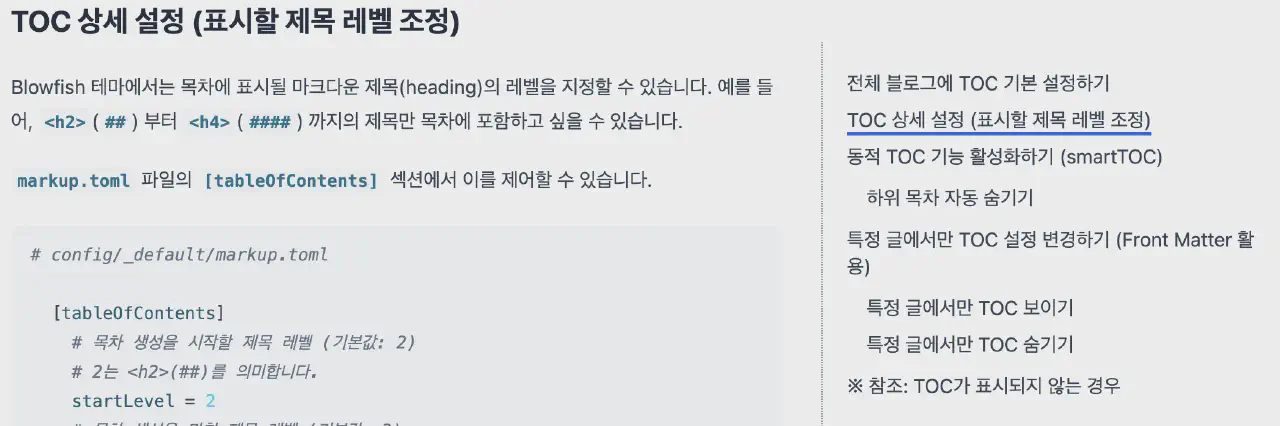 TOC 상세 설정 (표시할 제목 레벨 조정)
Blowfish 테마에서는 목차에 표시될 마크다운 제목(heading)의 레벨을 지정할 수 있습니다. 예를 들
어, <h2> ( ## ) 부터 <h4> ( #### ) 까지의 제목만 목차에 포함하고 싶을 수 있습니다.
markup.toml 파일의 [tableOfContents] 섹션에서 이를 제어할 수 있습니다.
# config/_default/markup.toml
[tableOfContents]
# 목차 생성을 시작할 제목 레벨 (기본값: 2)
# 2는 <h2>(##)를 의미합니다.
startLevel = 2
전체 블로그에 TOC 기본 설정하기
TOC 상세 설정 (표시할 제목 레벨 조정)
동적 TOC 기능 활성화하기 (smartTOC)
하위 목차 자동 숨기기
특정 글에서만 TOC 설정 변경하기 (Front Matter 활
용)
특정 글에서만 TOC 보이기
특정 글에서만 TOC 숨기기
※ 참조: TOC가 표시되지 않는 경우